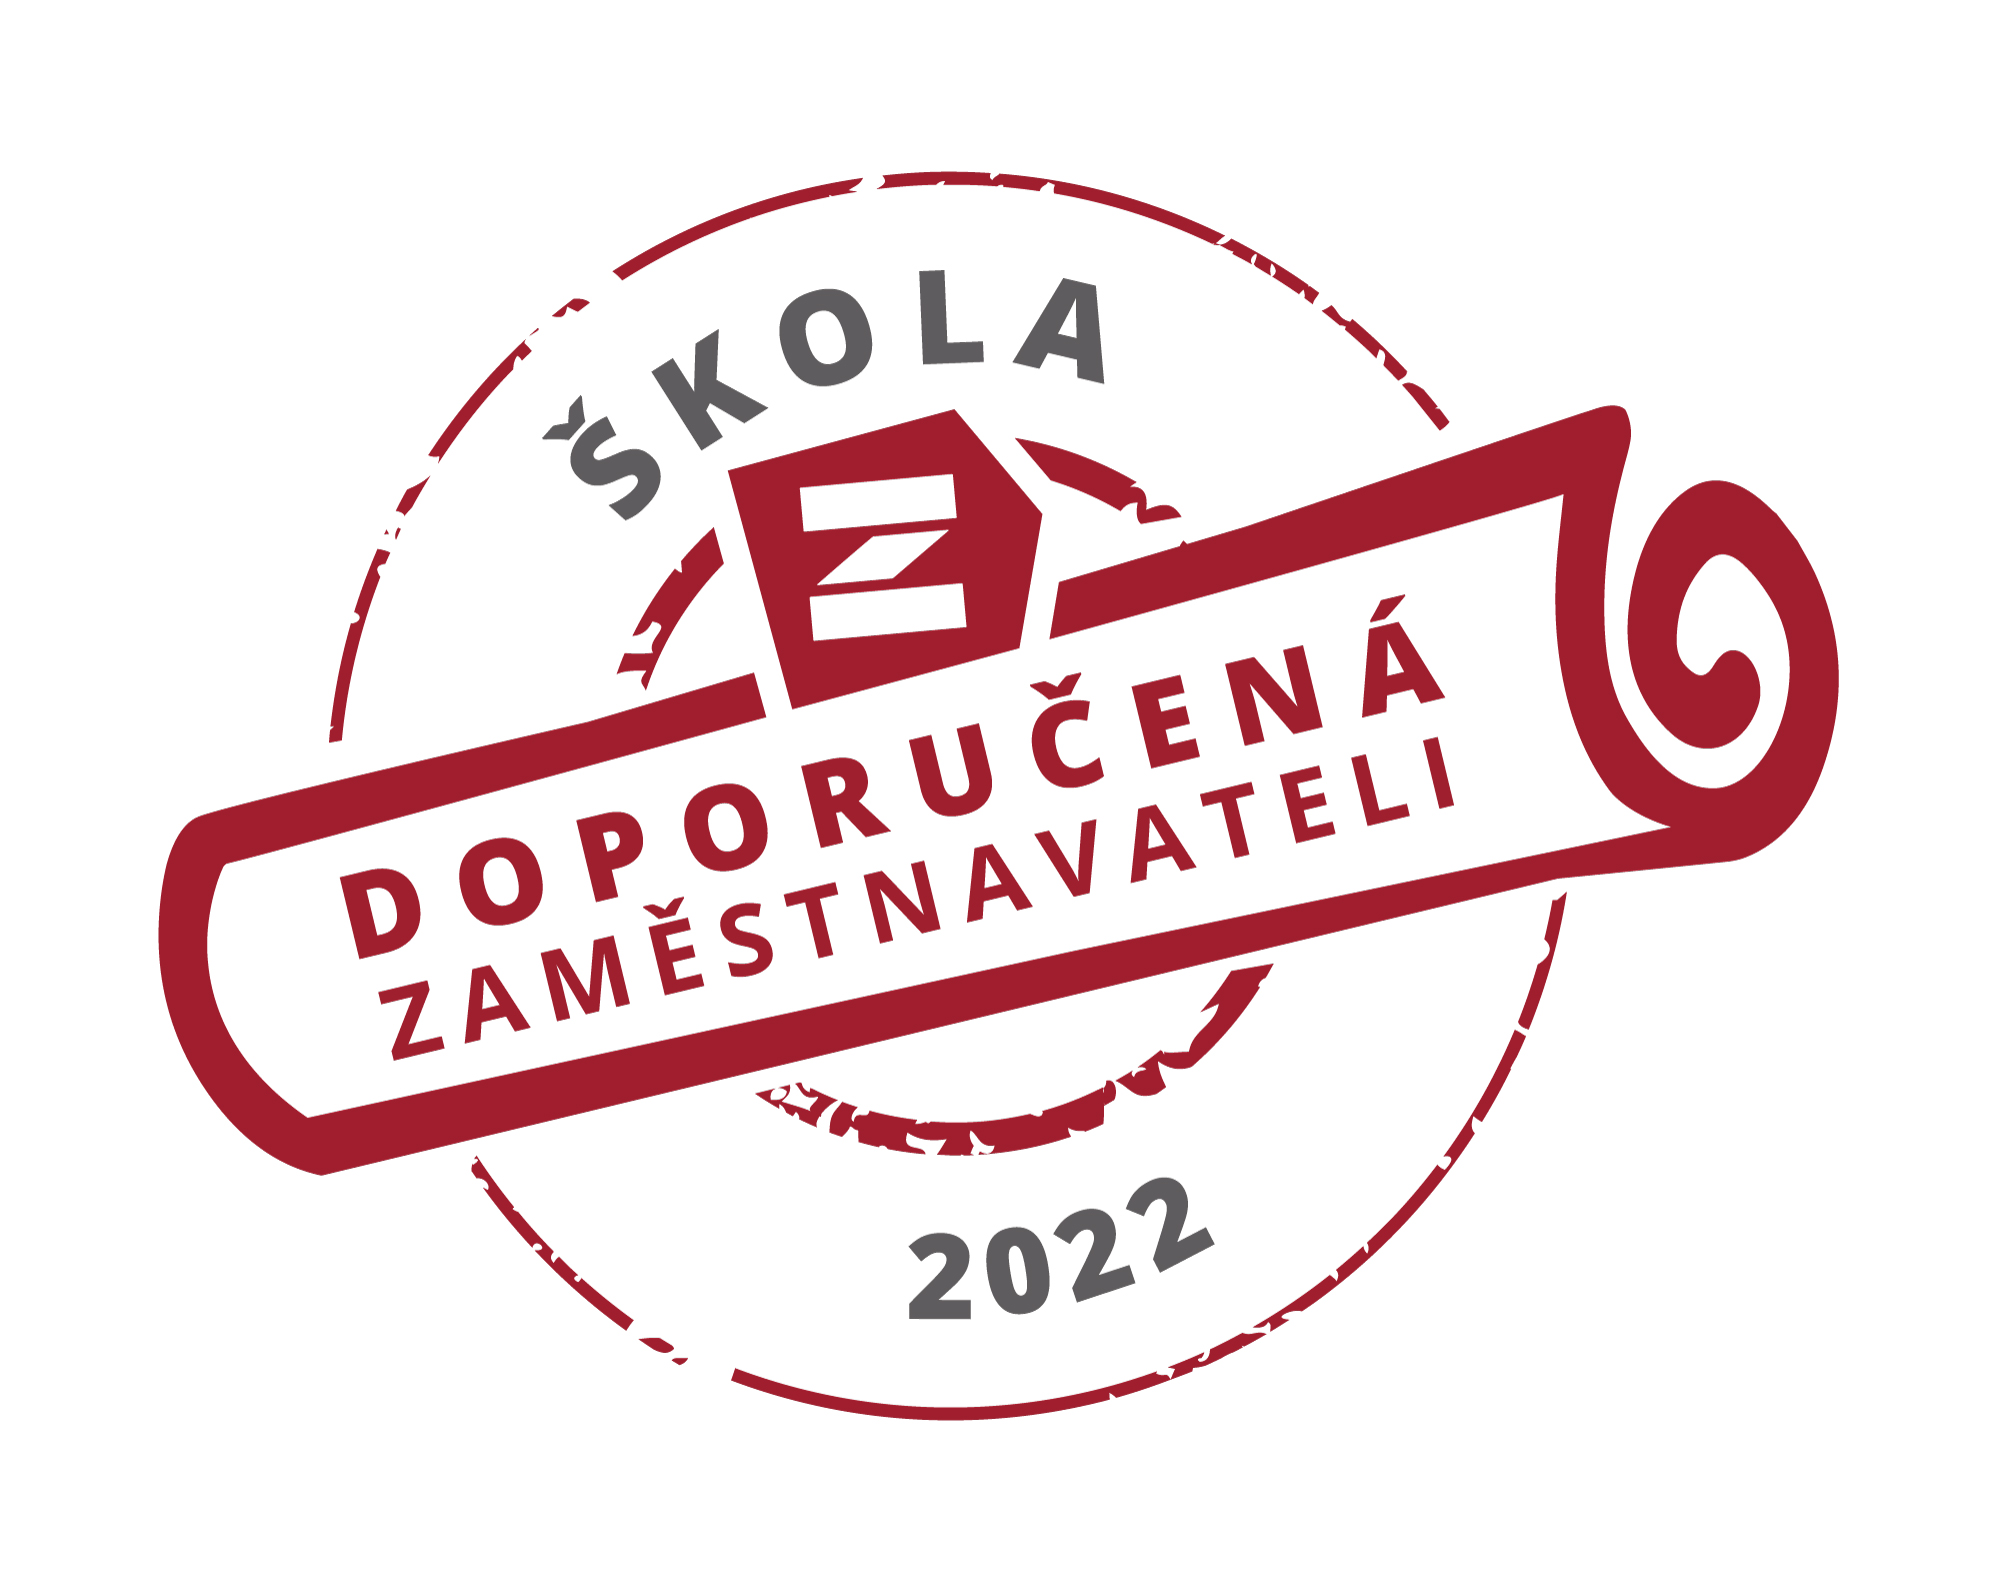 ŠKOLA
DOPORUČENÁ
ZAMĚSTNAVATELI
2022